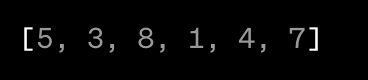 [5, 3, 8, 1, 4, 7]